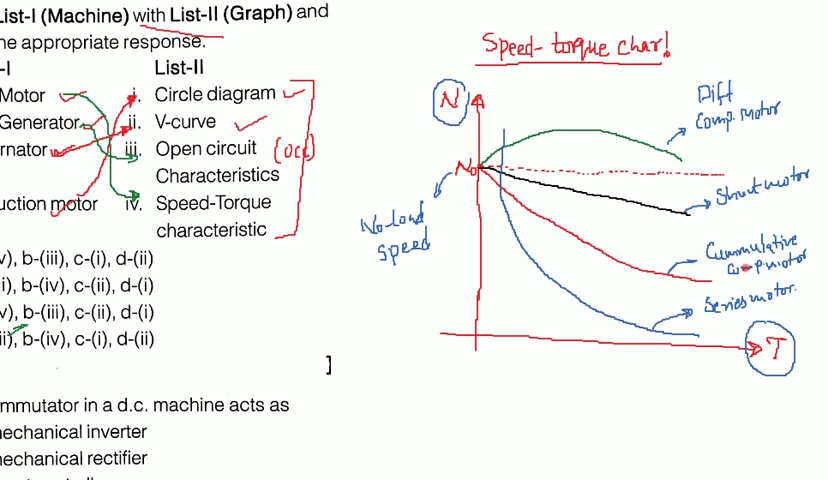 List-I (Machine) with List-II (Graph) and
ne appropriate response.
-I List-II
Motor i. Circle diagram
Generator ii. V-curve
rnator iii. Open circuit (occ)
Characteristics
uction motor iv. Speed-Torque
characteristic
v), b-(iii), c-(i), d-(ii)
i), b-(iv), c-(ii), d-(i)
v), b-(iii), c-(ii), d-(i)
ii), b-(iv), c-(i), d-(ii)
]
mmutator in a d.c. machine acts as
nechanical inverter
nechanical rectifier
Speed-torque char!
N
Diff
Comp. motor
N₀
Shunt motor
No-load
speed
Cummulative
Comp motor
Series motor.
T